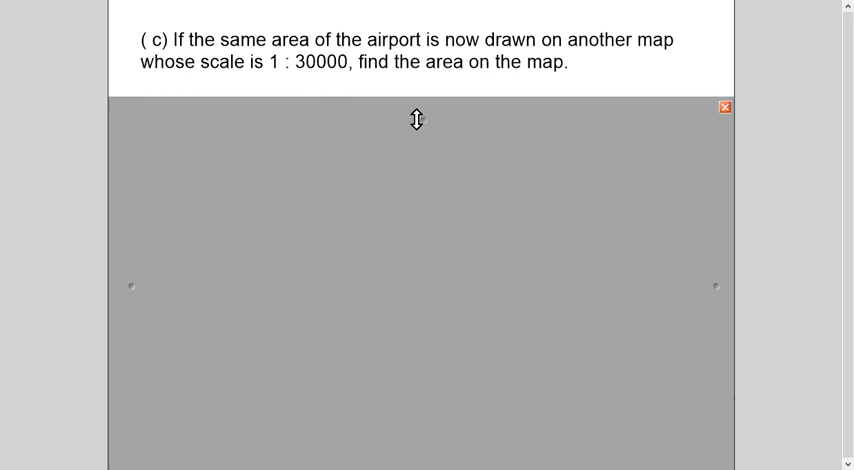 ( c) If the same area of the airport is now drawn on another map
whose scale is 1 : 30000, find the area on the map.